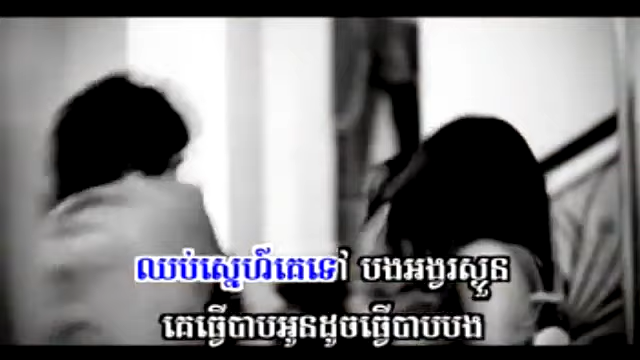 ឈប់ស្នេហ៍គេទៅ បងអង្វរស្ងួន
គេធ្វើបាបអូនដូចធ្វើបាបបង